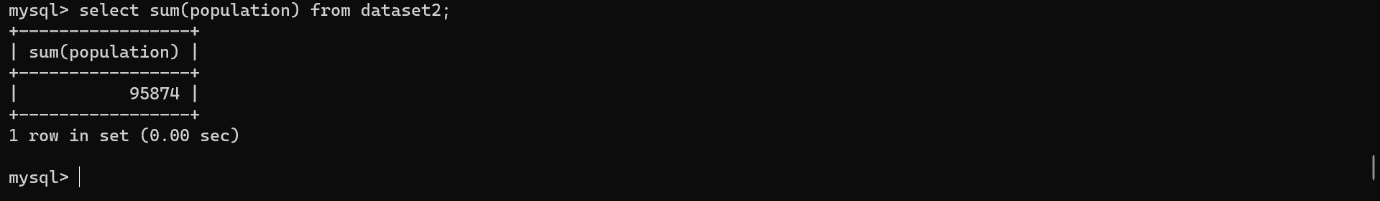 mysql> select sum(population) from dataset2;
+-----------------+
| sum(population) |
+-----------------+
|           95874 |
+-----------------+
1 row in set (0.00 sec)
mysql>